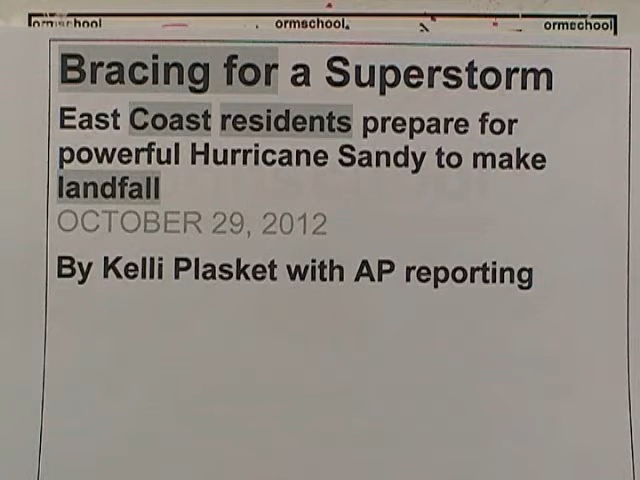 ormschool
ormschool
ormschool
Bracing for a Superstorm
East Coast residents prepare for
powerful Hurricane Sandy to make
landfall
OCTOBER 29, 2012
By Kelli Plasket with AP reporting